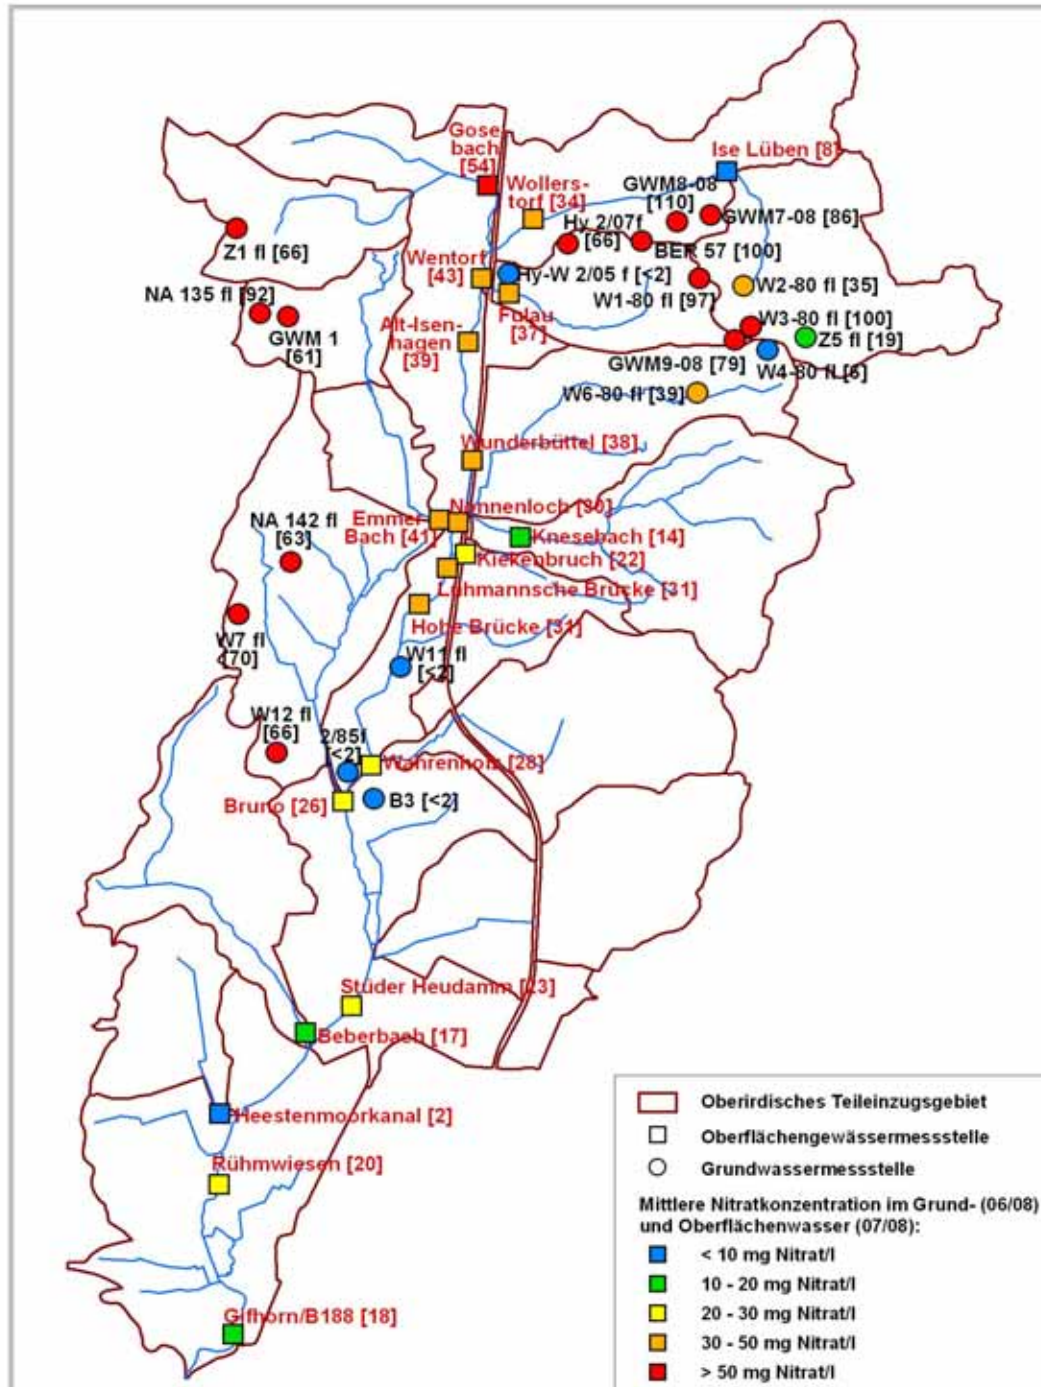 Gose
bach
[54]
Ise Lüben [8]
Wollers-
torf [34]
GWM8-08
[110]
GWM7-08 [86]
Hy 2/07f
[66]
BER 57 [100]
Z1 fl [66]
Wentorf
[43]
Hy-W 2/05 f [<2]
W1-80 fl [97]
W2-80 fl [35]
NA 135 fl [92]
GWM 1
[61]
Fulau
[37]
Alt-Isen-
hagen
[39]
W3-80 fl [100]
Z5 fl [19]
GWM9-08 [79]
W4-80 fl [6]
W6-80 fl [39]
Wunderbüttel [38]
Nonnenloch [30]
Emmer
Bach [41]
Knesebach [14]
NA 142 fl
[63]
Kiekenbruch [22]
Lühmannsche Brücke [31]
Hohe Brücke [31]
W7 fl
[70]
W11 fl
[<2]
W12 fl
[66]
2/85f
[<2]
Wahrenholz [28]
Bruno [26]
B3 [<2]
Stüder Heudamm [23]
Beberbach [17]
Heestenmoorkanal [2]
Rühmwiesen [20]
Gifhorn/B188 [18]
Oberirdisches Teileinzugsgebiet
Oberflächengewässermessstelle
Grundwassermessstelle
Mittlere Nitratkonzentration im Grund- (06/08)
und Oberflächenwasser (07/08):
< 10 mg Nitrat/l
10 - 20 mg Nitrat/l
20 - 30 mg Nitrat/l
30 - 50 mg Nitrat/l
> 50 mg Nitrat/l